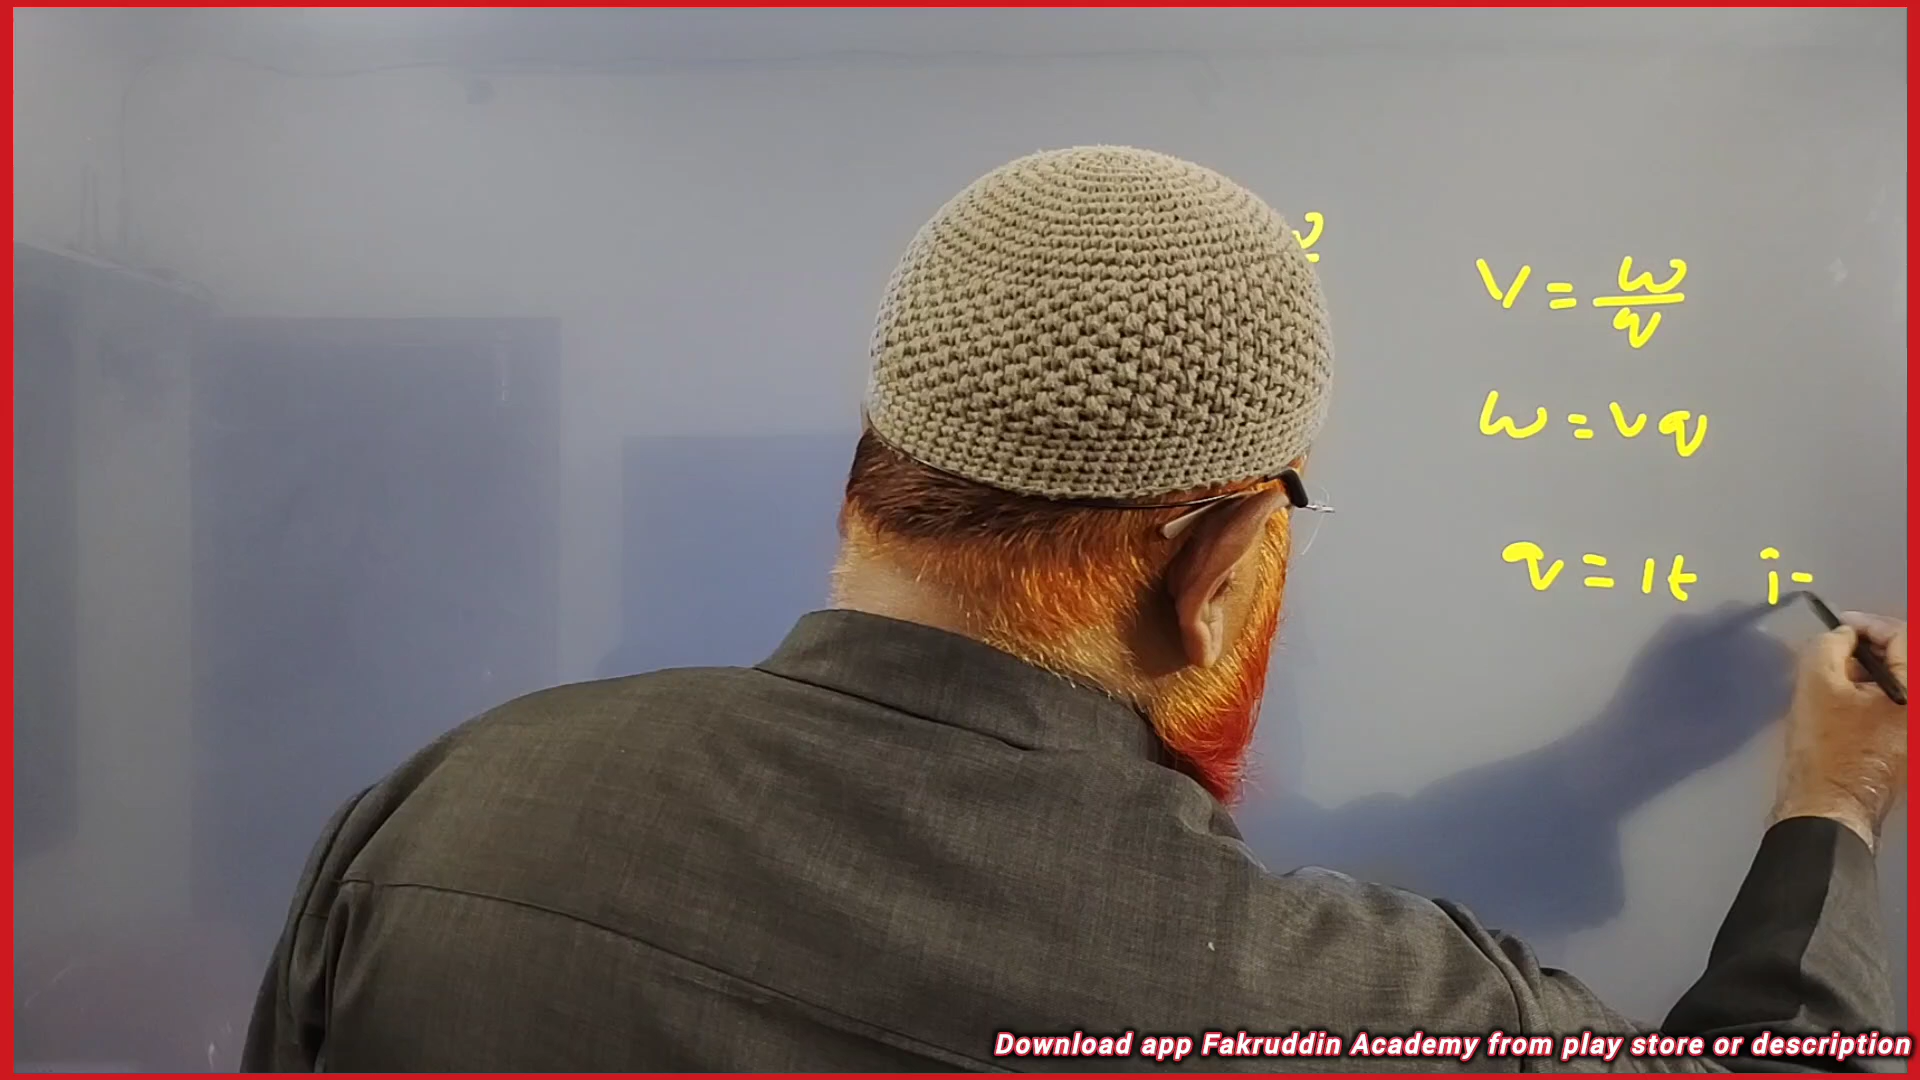 V = w/q
w = vq
q = It i =
Download app Fakruddin Academy from play store or description